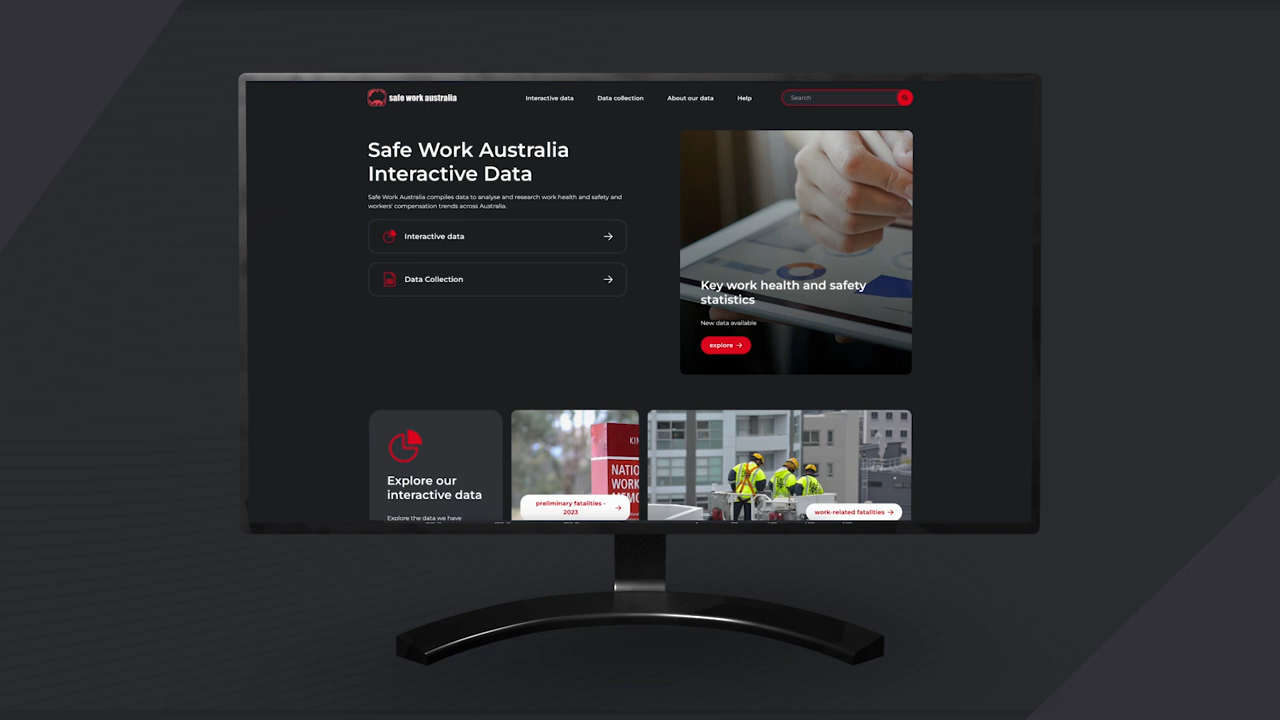 safe work australia
Interactive data
Data collection
About our data
Help
Search
Safe Work Australia
Interactive Data
Safe Work Australia compiles data to analyse and research work health and safety and
workers' compensation trends across Australia.
Interactive data
Data Collection
Key work health and safety
statistics
New data available
explore
Explore our
interactive data
Explore the data we have
NATIO
WORK
MEMO
preliminary fatalities -
2023
work-related fatalities